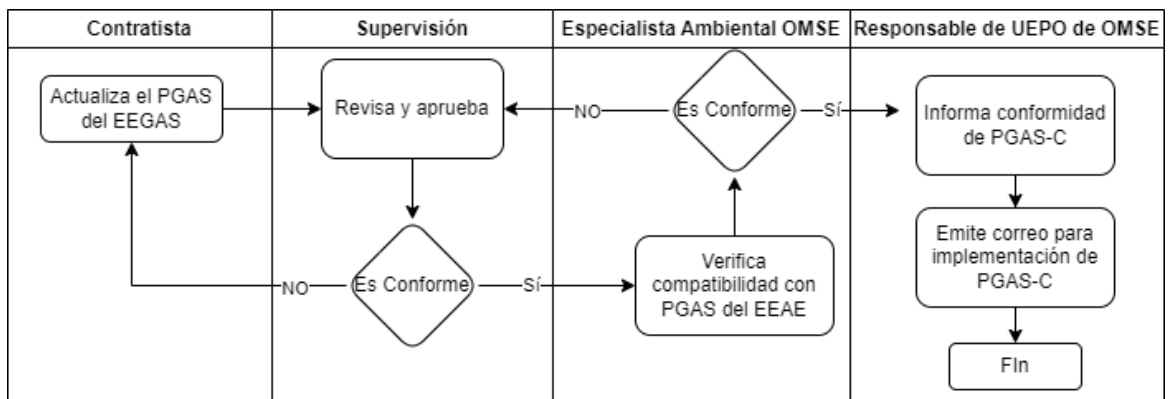 Contratista
Supervisión
Especialista Ambiental OMSE
Responsable de UEPO de OMSE
Actualiza el PGAS
del EEGAS
Revisa y aprueba
NO
Es Conforme
Sí
Informa conformidad
de PGAS-C
NO
Es Conforme
Sí
Verifica
compatibilidad con
PGAS del EEAE
Emite correo para
implementación de
PGAS-C
FIn